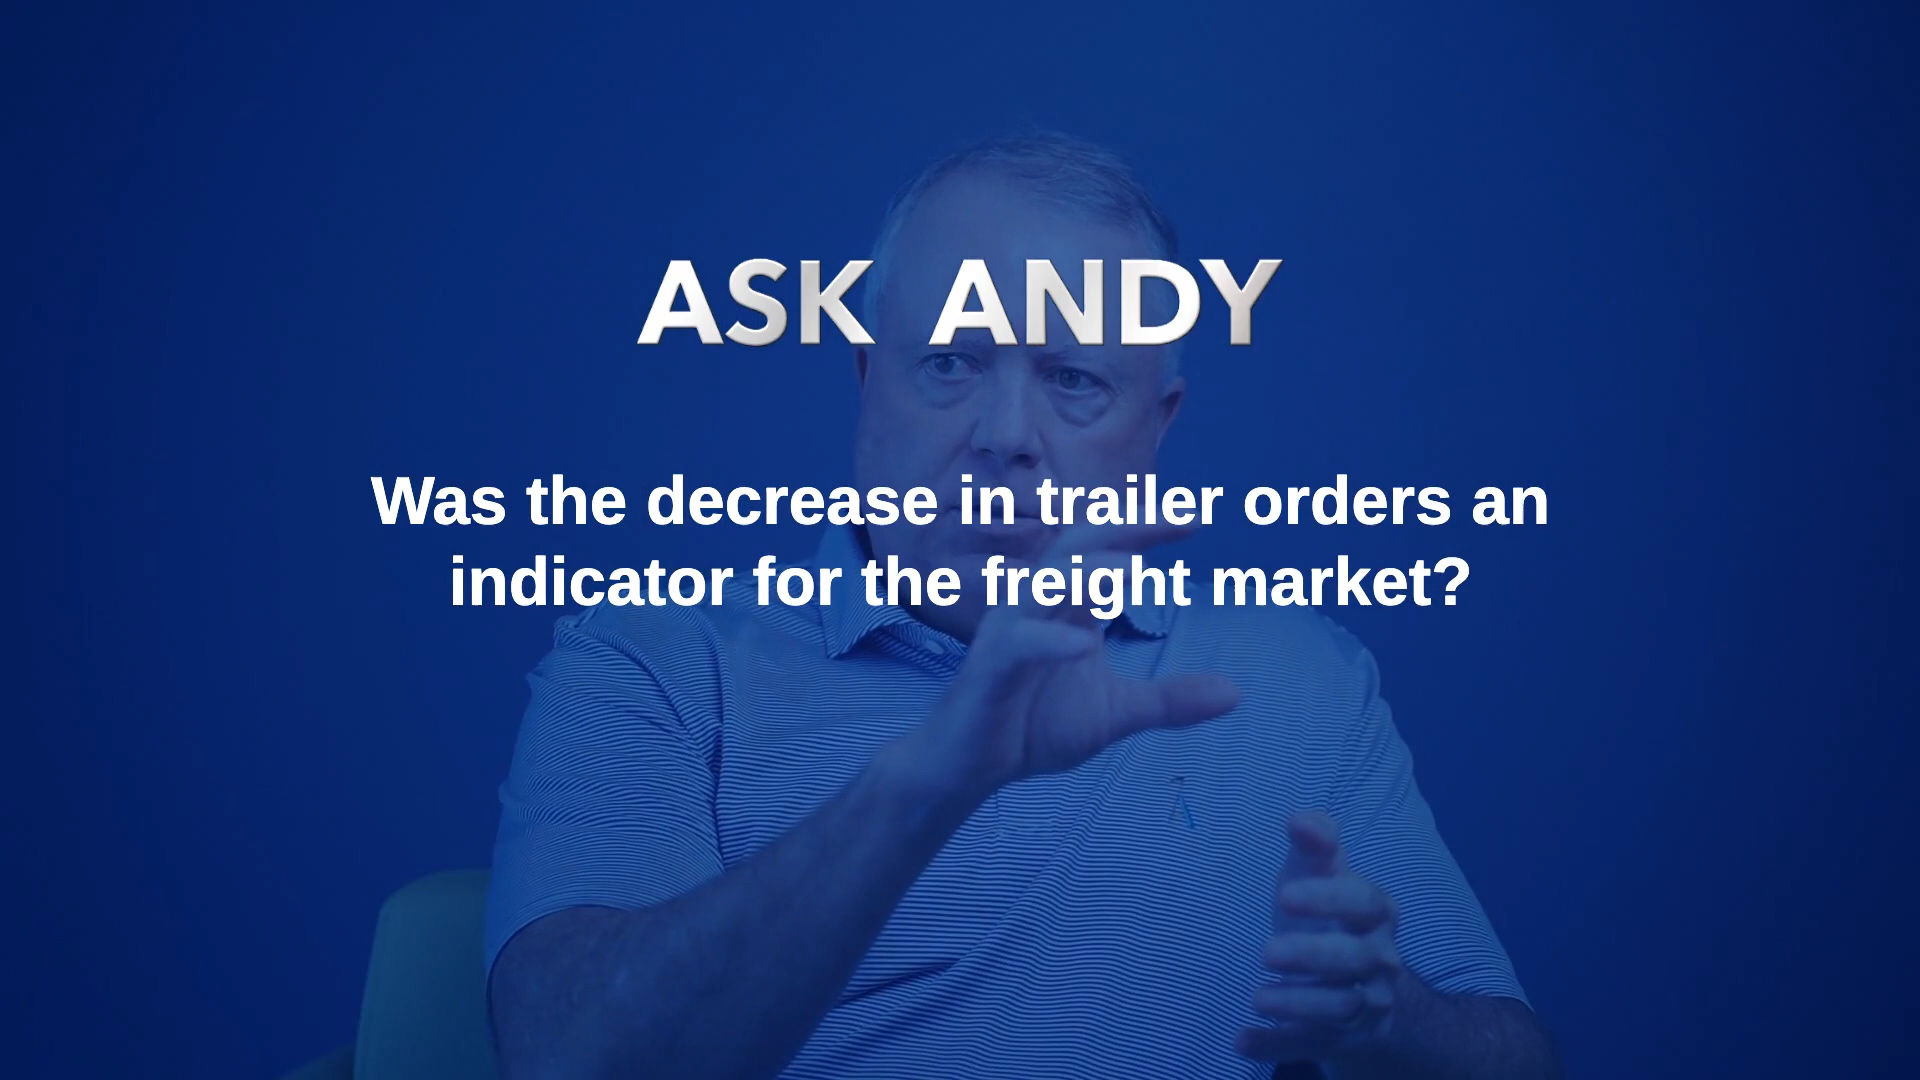 ASK ANDY
Was the decrease in trailer orders an
indicator for the freight market?